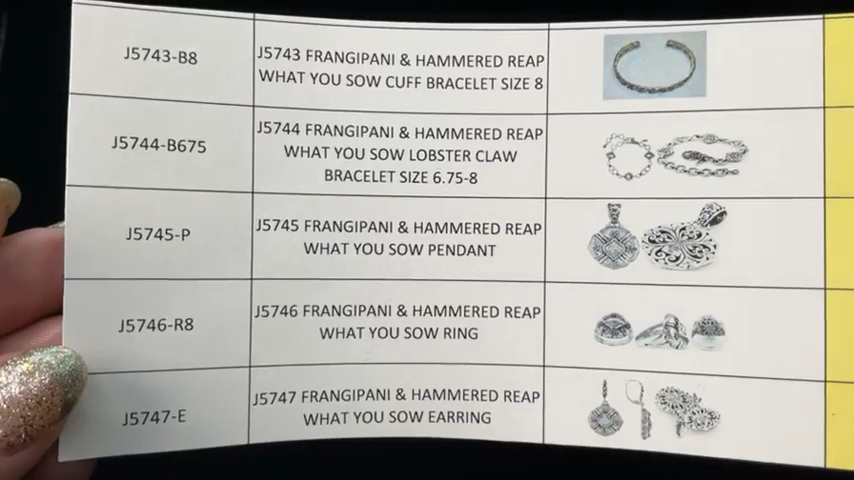 J5743-B8
J5743 FRANGIPANI & HAMMERED REAP
WHAT YOU SOW CUFF BRACELET SIZE 8
J5744-B675
J5744 FRANGIPANI & HAMMERED REAP
WHAT YOU SOW LOBSTER CLAW
BRACELET SIZE 6.75-8
J5745-P
J5745 FRANGIPANI & HAMMERED REAP
WHAT YOU SOW PENDANT
J5746-R8
J5746 FRANGIPANI & HAMMERED REAP
WHAT YOU SOW RING
J5747-E
J5747 FRANGIPANI & HAMMERED REAP
WHAT YOU SOW EARRING